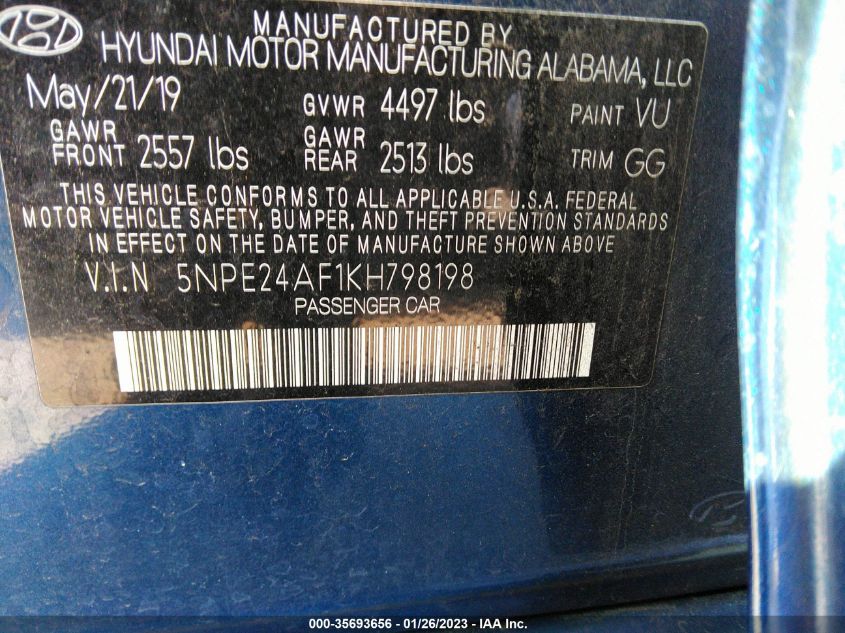 MANUFACTURED BY
HYUNDAI MOTOR MANUFACTURING ALABAMA, LLC
May/21/19 GVWR 4497 lbs PAINT VU
GAWR FRONT 2557 lbs GAWR REAR 2513 lbs TRIM GG
THIS VEHICLE CONFORMS TO ALL APPLICABLE U.S.A. FEDERAL
MOTOR VEHICLE SAFETY, BUMPER, AND THEFT PREVENTION STANDARDS
IN EFFECT ON THE DATE OF MANUFACTURE SHOWN ABOVE
V.I.N 5NPE24AF1KH798198
PASSENGER CAR
000-35693656 / 01/26/2023 / IAA Inc.